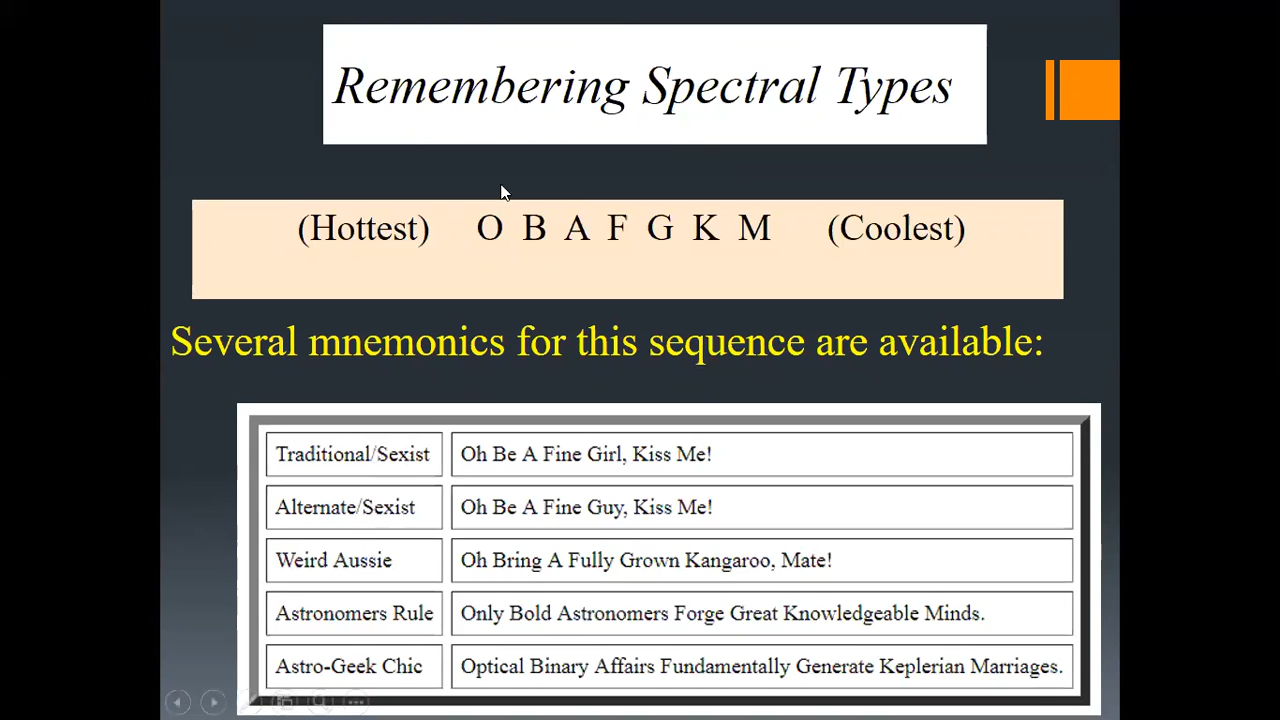 Remembering Spectral Types
(Hottest) O B A F G K M (Coolest)
Several mnemonics for this sequence are available:
Traditional/Sexist Oh Be A Fine Girl, Kiss Me!
Alternate/Sexist Oh Be A Fine Guy, Kiss Me!
Weird Aussie Oh Bring A Fully Grown Kangaroo, Mate!
Astronomers Rule Only Bold Astronomers Forge Great Knowledgeable Minds.
Astro-Geek Chic Optical Binary Affairs Fundamentally Generate Keplerian Marriages.